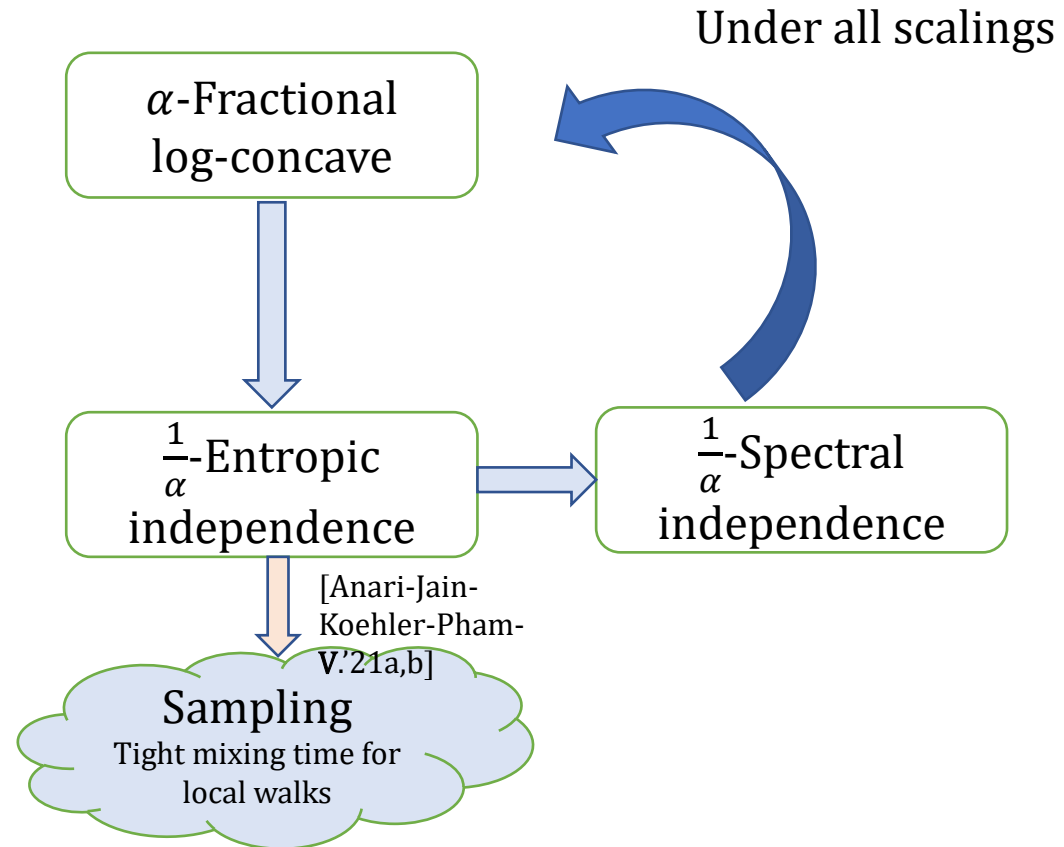 Under all scalings
𝛼-Fractional
log-concave
1/𝛼-Entropic
independence
1/𝛼-Spectral
independence
[Anari-Jain-
Koehler-Pham-
V.'21a,b]
Sampling
Tight mixing time for
local walks